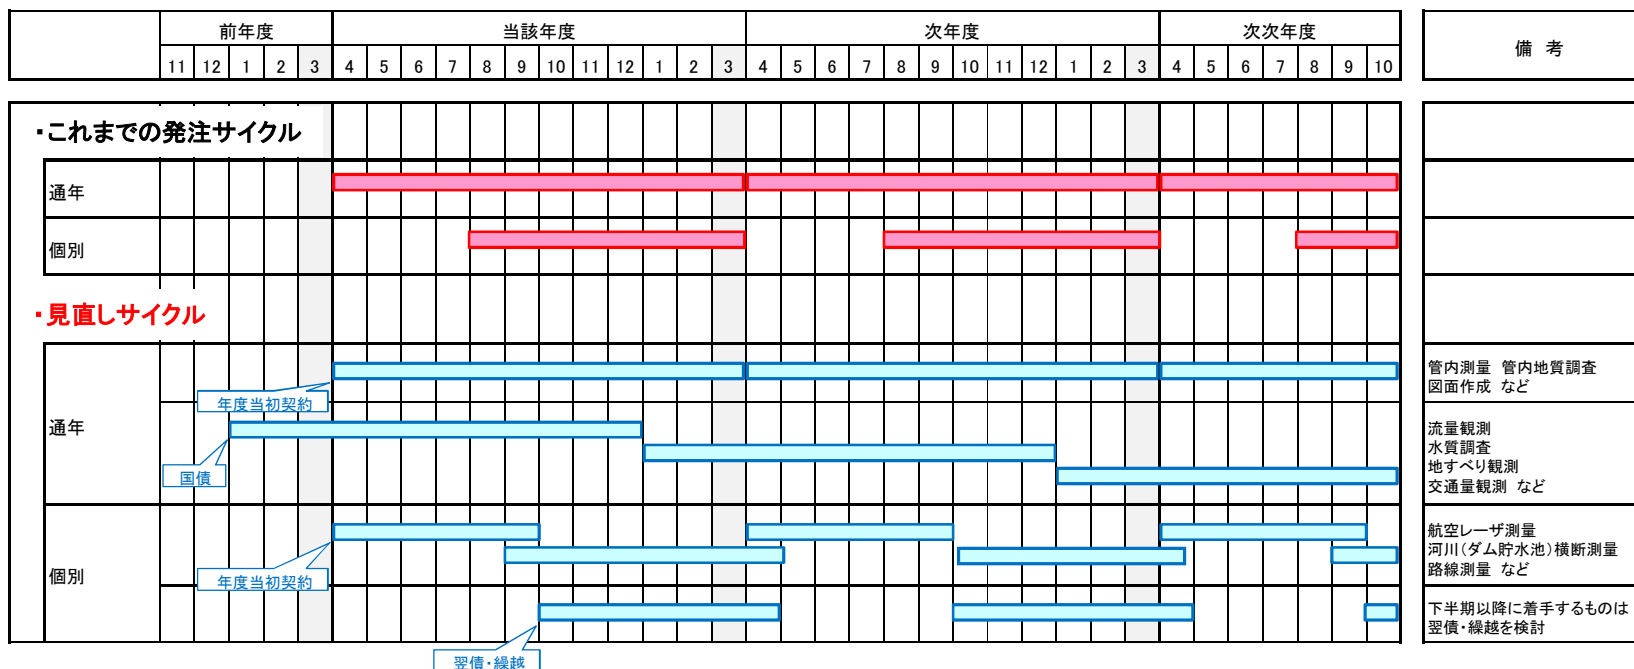 前年度 当該年度 次年度 次次年度 備 考
11 12 1 2 3 4 5 6 7 8 9 10 11 12 1 2 3 4 5 6 7 8 9 10 11 12 1 2 3 4 5 6 7 8 9 10
・これまでの発注サイクル
通年
個別
・見直しサイクル
通年
年度当初契約
国債
管内測量 管内地質調査
図面作成 など
流量観測
水質調査
地すべり観測
交通量観測 など
個別
年度当初契約
航空レーザ測量
河川(ダム貯水池)横断測量
路線測量 など
翌債・繰越
下半期以降に着手するものは
翌債・繰越を検討